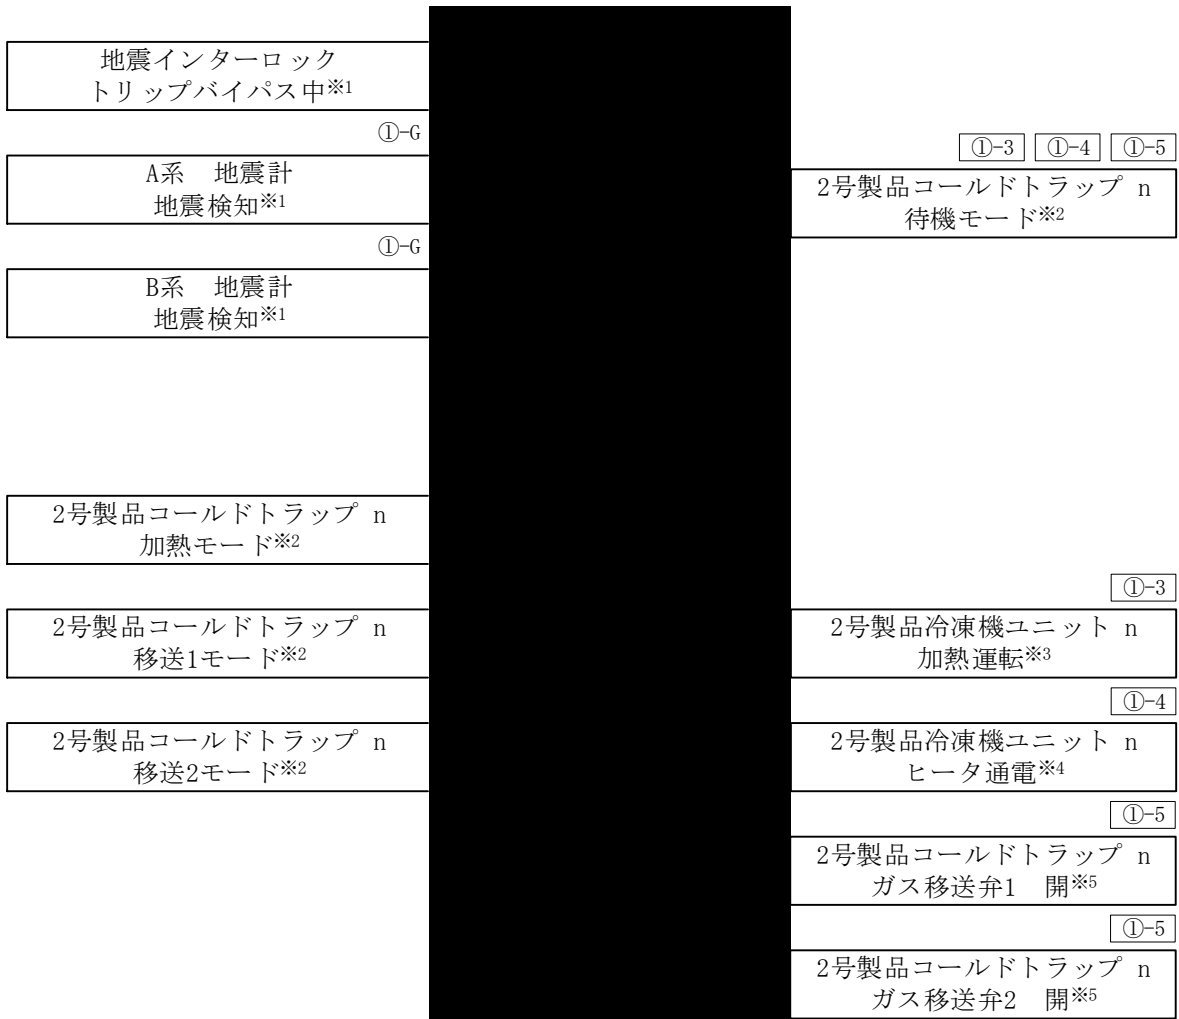 地震インターロック
トリップバイパス中※1
①-G
A系　地震計
地震検知※1
①-G
B系　地震計
地震検知※1
2号製品コールドトラップ n
加熱モード※2
2号製品コールドトラップ n
移送1モード※2
2号製品コールドトラップ n
移送2モード※2
①-3 ①-4 ①-5
2号製品コールドトラップ n
待機モード※2
①-3
2号製品冷凍機ユニット n
加熱運転※3
①-4
2号製品冷凍機ユニット n
ヒータ通電※4
①-5
2号製品コールドトラップ n
ガス移送弁1　開※5
①-5
2号製品コールドトラップ n
ガス移送弁2　開※5